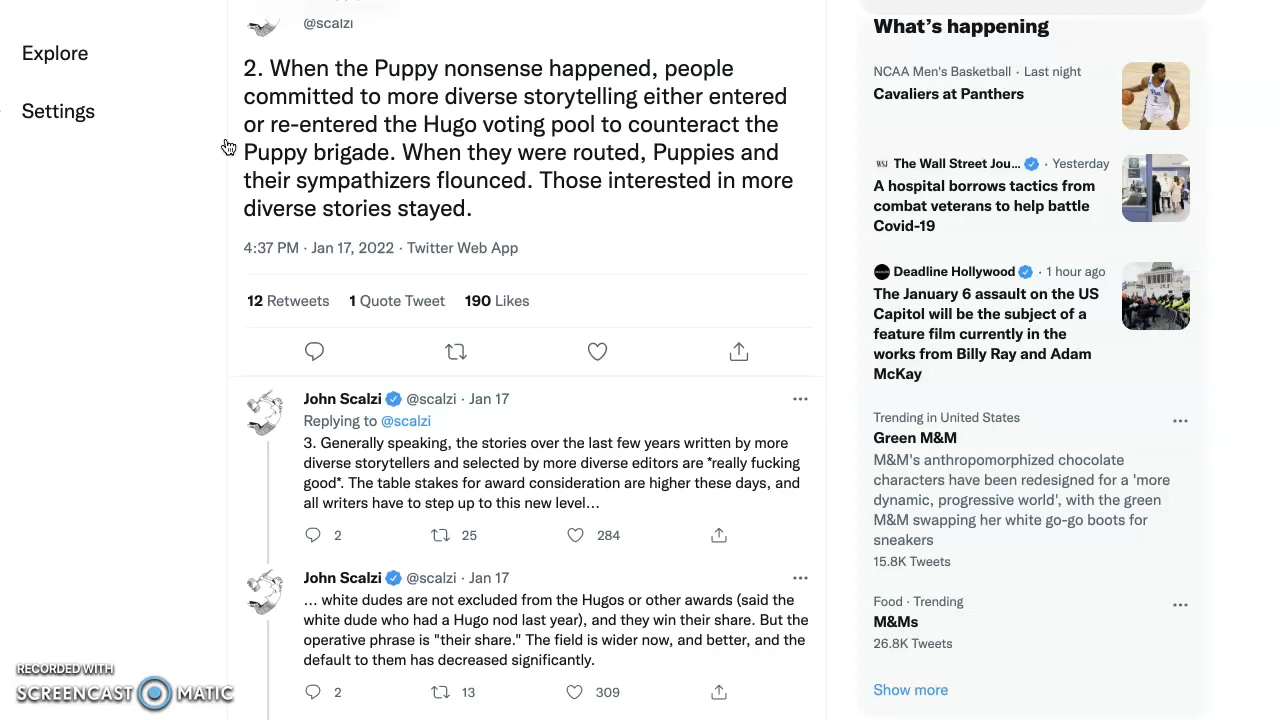 Explore
Settings
@scalzi
2. When the Puppy nonsense happened, people
committed to more diverse storytelling either entered
or re-entered the Hugo voting pool to counteract the
Puppy brigade. When they were routed, Puppies and
their sympathizers flounced. Those interested in more
diverse stories stayed.
4:37 PM · Jan 17, 2022 · Twitter Web App
12 Retweets 1 Quote Tweet 190 Likes
John Scalzi @scalzi · Jan 17
Replying to @scalzi
3. Generally speaking, the stories over the last few years written by more
diverse storytellers and selected by more diverse editors are *really fucking
good*. The table stakes for award consideration are higher these days, and
all writers have to step up to this new level...
2 25 284
John Scalzi @scalzi · Jan 17
... white dudes are not excluded from the Hugos or other awards (said the
white dude who had a Hugo nod last year), and they win their share. But the
operative phrase is "their share." The field is wider now, and better, and the
default to them has decreased significantly.
2 13 309
What's happening
NCAA Men's Basketball · Last night
Cavaliers at Panthers
WSJ The Wall Street Jou... · Yesterday
A hospital borrows tactics from
combat veterans to help battle
Covid-19
Deadline Hollywood · 1 hour ago
The January 6 assault on the US
Capitol will be the subject of a
feature film currently in the
works from Billy Ray and Adam
McKay
Trending in United States
Green M&M
M&M's anthropomorphized chocolate
characters have been redesigned for a 'more
dynamic, progressive world', with the green
M&M swapping her white go-go boots for
sneakers
15.8K Tweets
Food · Trending
M&Ms
26.8K Tweets
Show more
RECORDED WITH
SCREENCAST MATIC